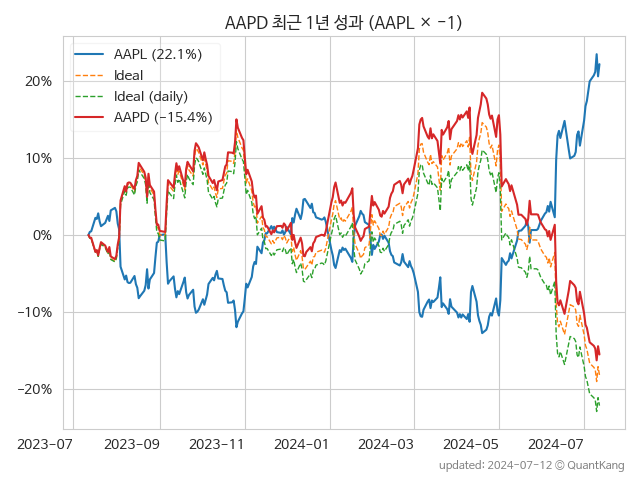 AAPD 최근 1년 성과 (AAPL × −1)
AAPL (22.1%)
Ideal
Ideal (daily)
AAPD (−15.4%)
20%
10%
0%
−10%
−20%
2023-07 2023-09 2023-11 2024-01 2024-03 2024-05 2024-07
updated: 2024-07-12 © QuantKang